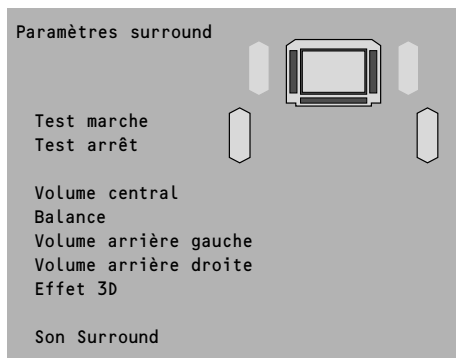 Paramètres surround
Test marche
Test arrêt
Volume central
Balance
Volume arrière gauche
Volume arrière droite
Effet 3D
Son Surround